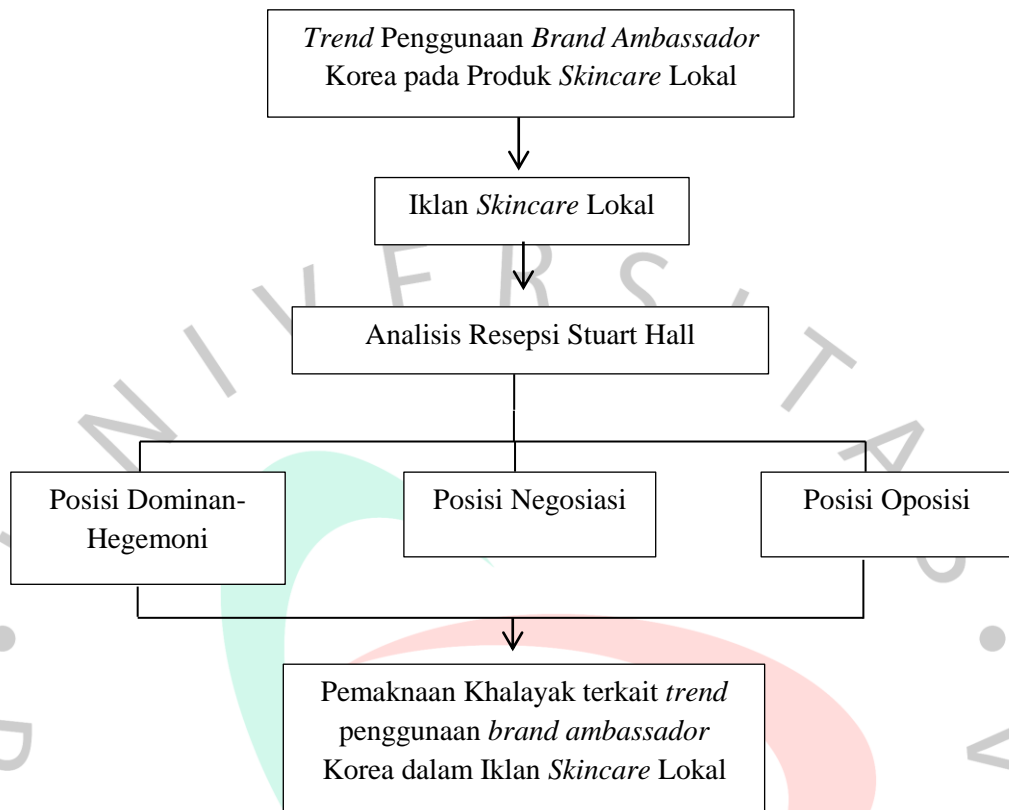 Trend Penggunaan Brand Ambassador
Korea pada Produk Skincare Lokal
Iklan Skincare Lokal
Analisis Resepsi Stuart Hall
Posisi Dominan-
Hegemoni
Posisi Negosiasi
Posisi Oposisi
Pemaknaan Khalayak terkait trend
penggunaan brand ambassador
Korea dalam Iklan Skincare Lokal